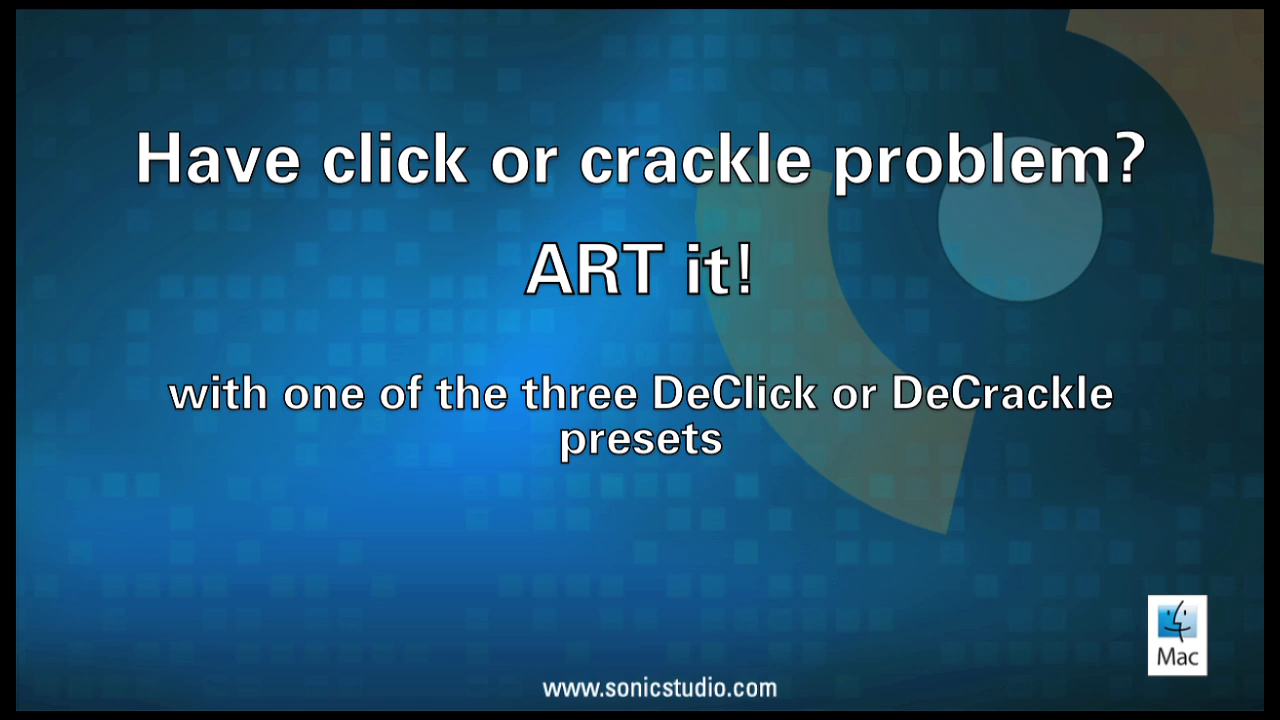 Have click or crackle problem?
ART it!
with one of the three DeClick or DeCrackle
presets
Mac
www.sonicstudio.com